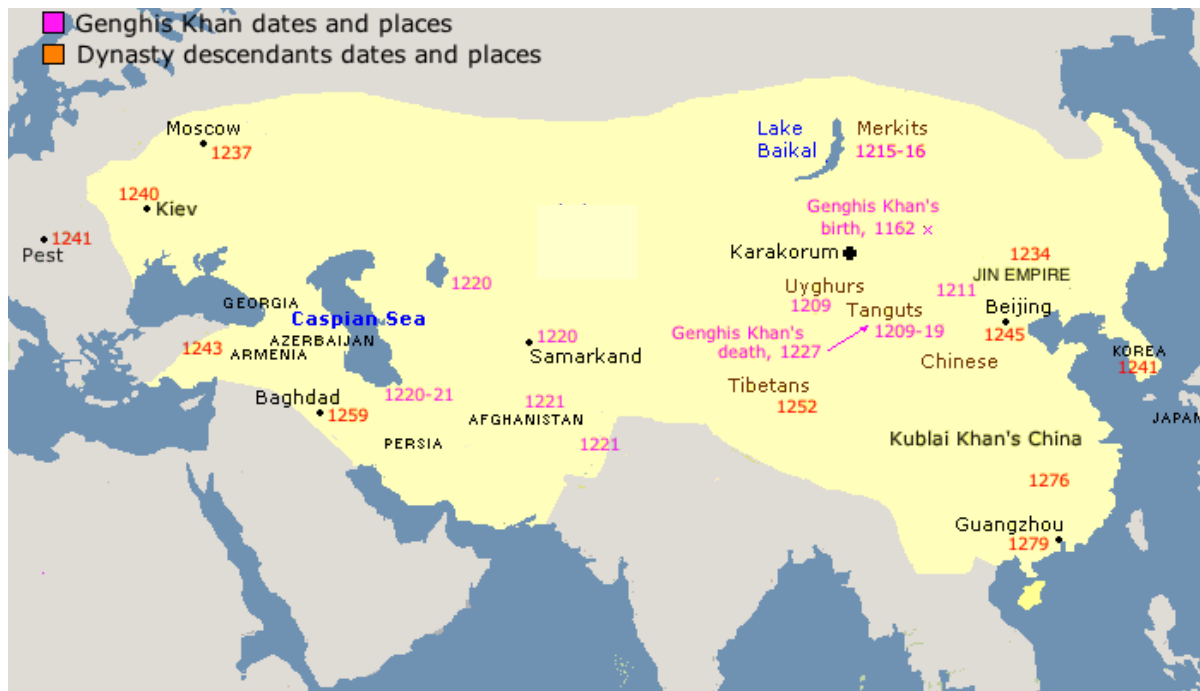 Genghis Khan dates and places
Dynasty descendants dates and places
Moscow
1237
Lake
Baikal
Merkits
1215-16
1240
Kiev
Genghis Khan's
birth, 1162 x
1241
Pest
Karakorum
1234
JIN EMPIRE
1220
Uyghurs
1209
1211
GEORGIA
Caspian Sea
Tanguts
1209-19
Beijing
1245
1243
AZERBAIJAN
ARMENIA
1220
Samarkand
Genghis Khan's
death, 1227
Chinese
KOREA
1241
Baghdad
1259
1220-21
1221
AFGHANISTAN
Tibetans
1252
JAPAN
PERSIA
1221
Kublai Khan's China
1276
Guangzhou
1279